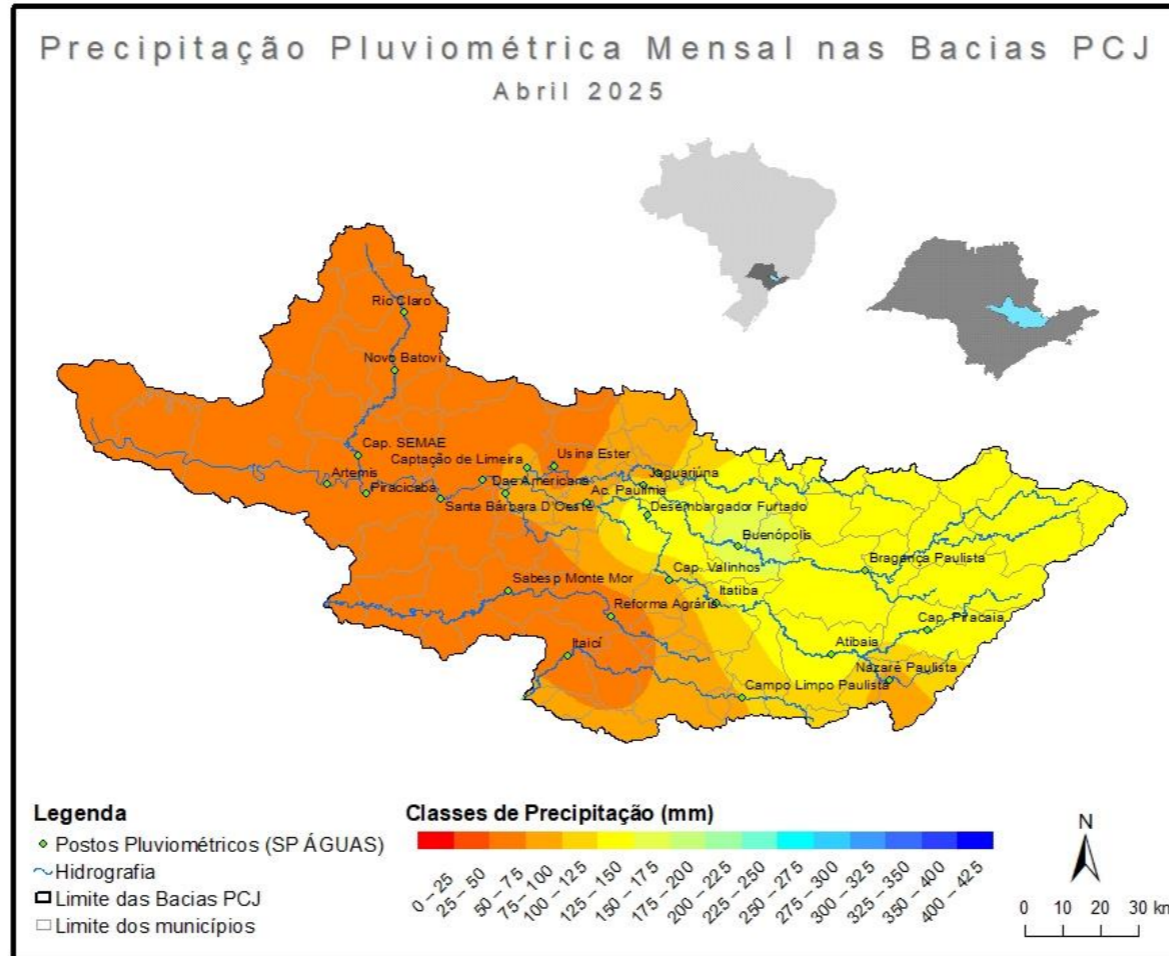 Precipitação Pluviométrica Mensal nas Bacias PCJ
Abril 2025
Rio Claro
Novo Batovi
Cap. SEMAE
Captação de Limeira
Usina Ester
Artemis
Piracicaba
Dae Americana
Santa Bárbara D'Oeste
Ac. Paulínia
Jaguariúna
Desembargador Furtado
Buenópolis
Bragança Paulista
Cap. Valinhos
Sabesp Monte Mor
Itatiba
Reforma Agrária
Cap. Piracaia
Itaicí
Atibaia
Nazaré Paulista
Campo Limpo Paulista
Legenda
Postos Pluviométricos (SP ÁGUAS)
Hidrografia
Limite das Bacias PCJ
Limite dos municípios
Classes de Precipitação (mm)
0 – 25
25 – 50
50 – 75
75 – 100
100 – 125
125 – 150
150 – 175
175 – 200
200 – 225
225 – 250
250 – 275
275 – 300
300 – 325
325 – 350
350 – 400
400 – 425
N
0 10 20 30 km